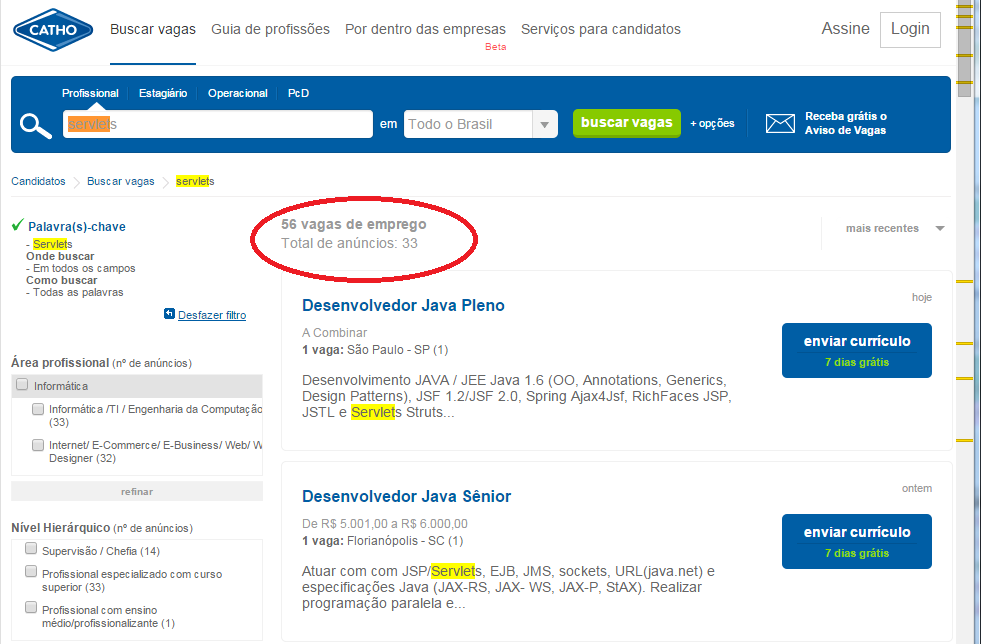 CATHO
Buscar vagas
Guia de profissões
Por dentro das empresas
Beta
Serviços para candidatos
Assine
Login
Profissional
Estagiário
Operacional
PcD
servlets
em
Todo o Brasil
buscar vagas
+ opções
Receba grátis o
Aviso de Vagas
Candidatos
Buscar vagas
servlets
Palavra(s)-chave
- Servlets
Onde buscar
- Em todos os campos
Como buscar
- Todas as palavras
Desfazer filtro
Área profissional (nº de anúncios)
Informática
Informática /TI / Engenharia da Computação
(33)
Internet/ E-Commerce/ E-Business/ Web/ W
Designer (32)
refinar
Nível Hierárquico (nº de anúncios)
Supervisão / Chefia (14)
Profissional especializado com curso
superior (33)
Profissional com ensino
médio/profissionalizante (1)
56 vagas de emprego
Total de anúncios: 33
mais recentes
Desenvolvedor Java Pleno
hoje
A Combinar
1 vaga: São Paulo - SP (1)
enviar currículo
7 dias grátis
Desenvolvimento JAVA / JEE Java 1.6 (OO, Annotations, Generics,
Design Patterns), JSF 1.2/JSF 2.0, Spring Ajax4Jsf, RichFaces JSP,
JSTL e Servlets Struts...
Desenvolvedor Java Sênior
ontem
De R$ 5.001,00 a R$ 6.000,00
1 vaga: Florianópolis - SC (1)
enviar currículo
7 dias grátis
Atuar com com JSP/Servlets, EJB, JMS, sockets, URL(java.net) e
especificações Java (JAX-RS, JAX- WS, JAX-P, StAX). Realizar
programação paralela e...